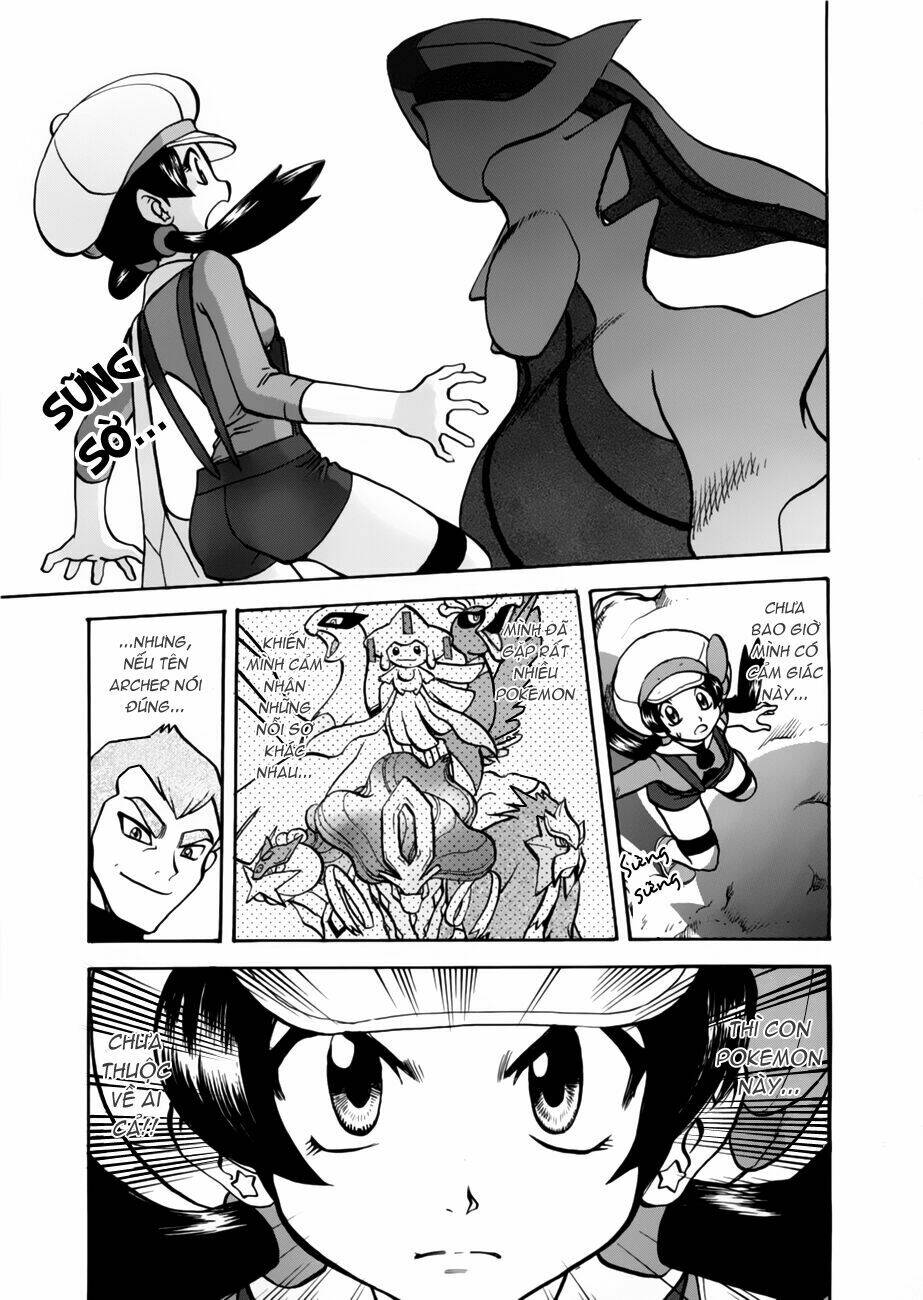 SỮNG
SỜ...
CHƯA
BAO GIỜ
MÌNH CÓ
CẢM GIÁC
NÀY...
SỪNG
SỮNG
MÌNH ĐÃ
GẶP RẤT
NHIỀU
POKEMON
KHIẾN
MÌNH CẢM
NHẬN
NHỮNG
NỖI SỢ
KHÁC
NHAU...
...NHƯNG,
NẾU TÊN
ARCHER NÓI
ĐÚNG...
THÌ CON
POKEMON
NÀY...
CHƯA
THUỘC
VỀ AI
CẢ!!